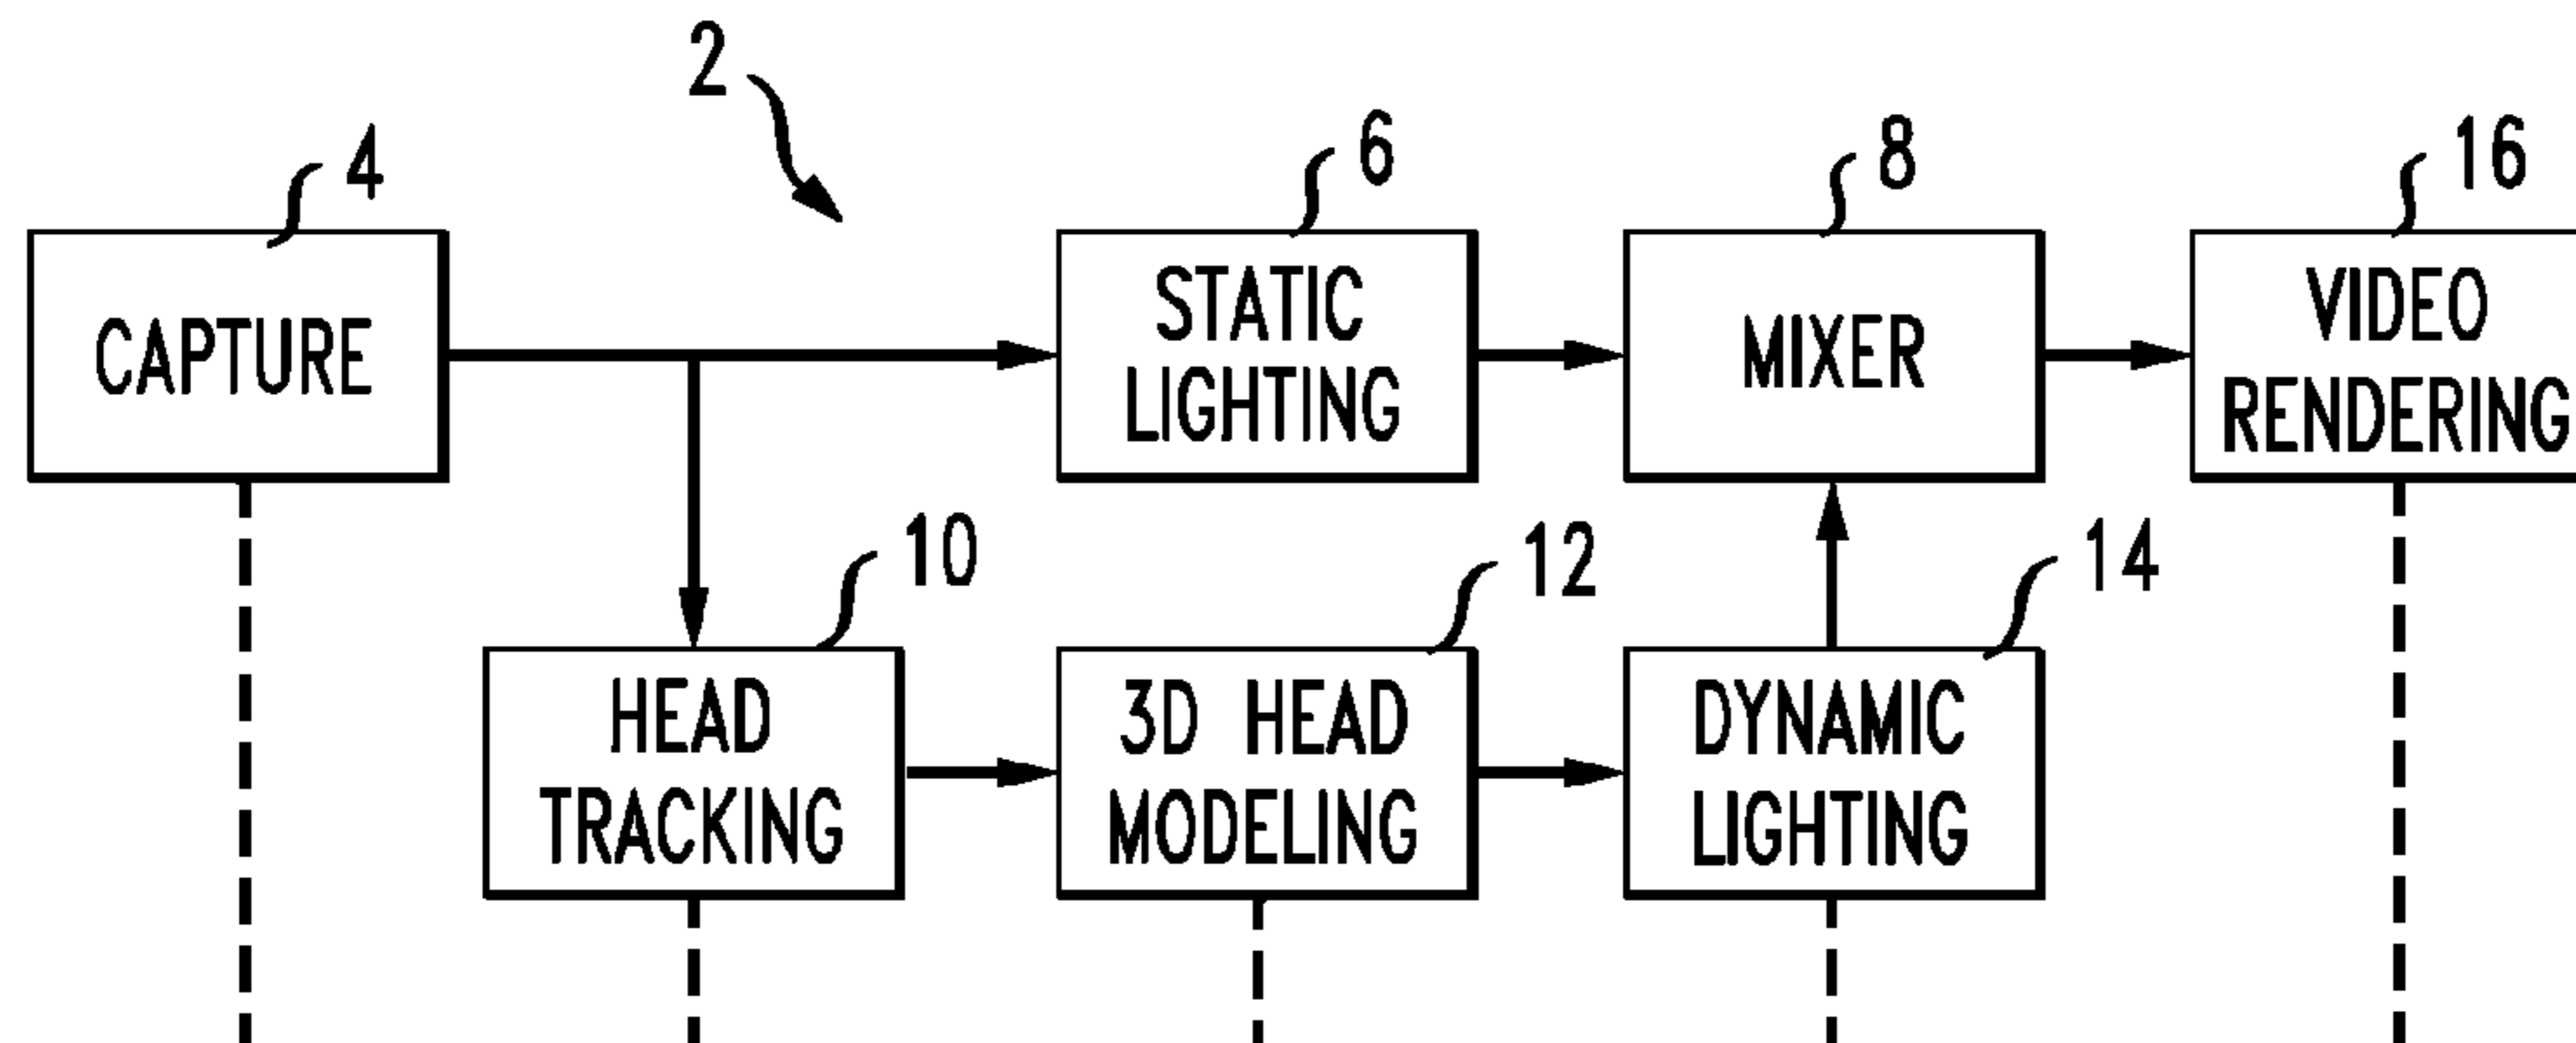 2
4
6
8
16
CAPTURE
STATIC
LIGHTING
MIXER
VIDEO
RENDERING
10
12
14
HEAD
TRACKING
3D HEAD
MODELING
DYNAMIC
LIGHTING